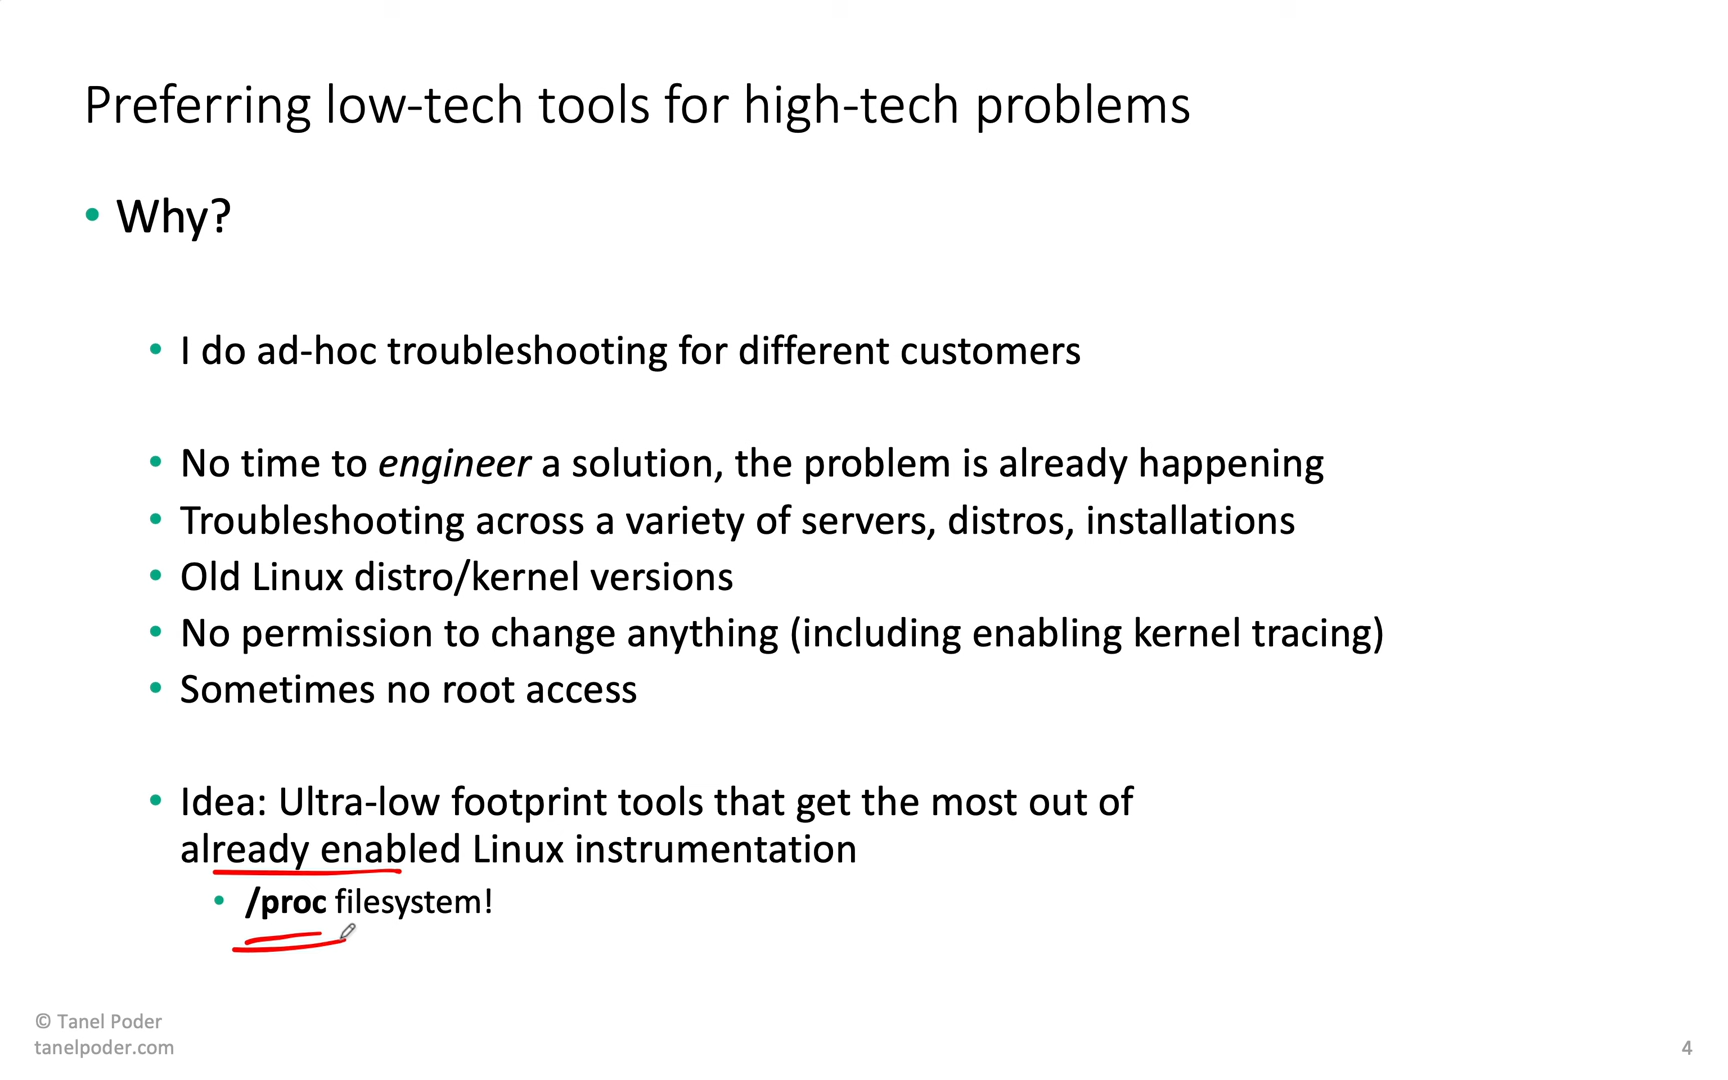 Preferring low-tech tools for high-tech problems
• Why?
• I do ad-hoc troubleshooting for different customers
• No time to engineer a solution, the problem is already happening
• Troubleshooting across a variety of servers, distros, installations
• Old Linux distro/kernel versions
• No permission to change anything (including enabling kernel tracing)
• Sometimes no root access
• Idea: Ultra-low footprint tools that get the most out of
already enabled Linux instrumentation
• /proc filesystem!
© Tanel Poder
tanelpoder.com
4